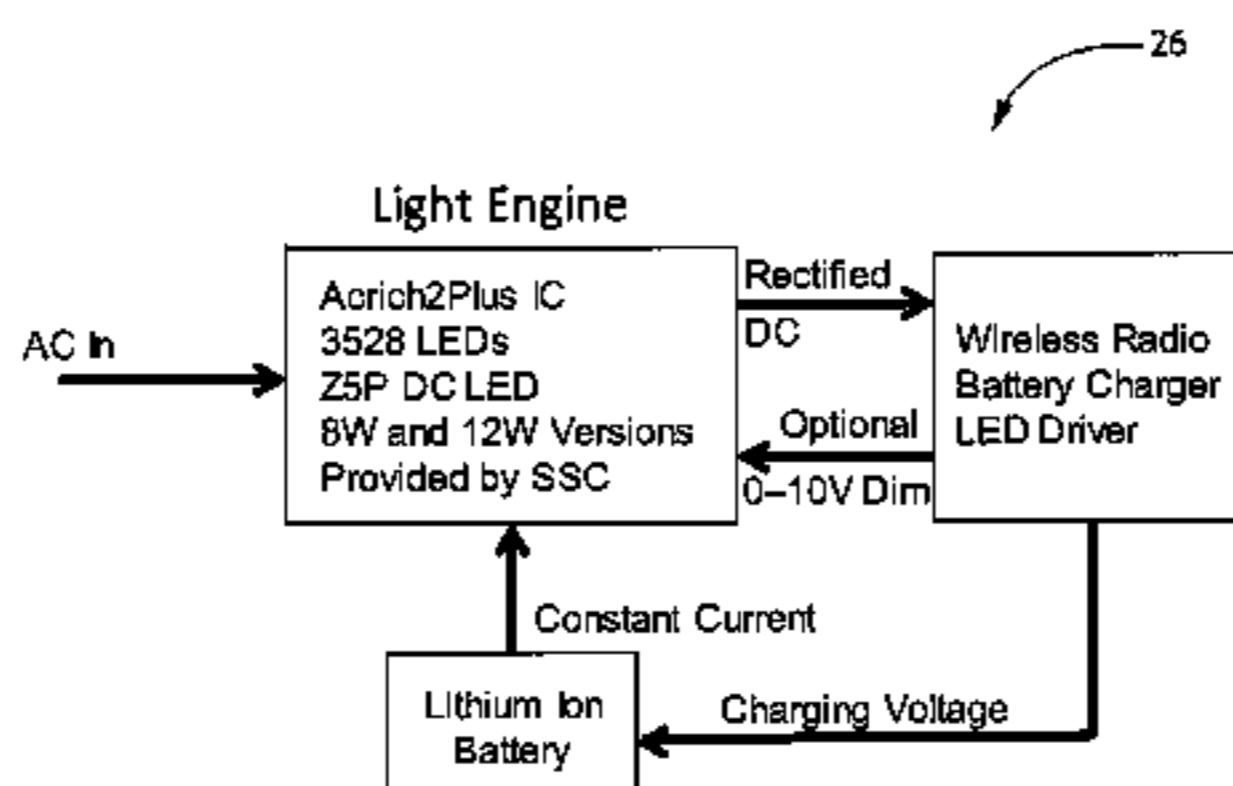 26
Light Engine
Acrich2Plus IC
3528 LEDs
Z5P DC LED
8W and 12W Versions
Provided by SSC
AC In
Rectified
DC
Optional
0–10V Dim
Wireless Radio
Battery Charger
LED Driver
Constant Current
Lithium Ion
Battery
Charging Voltage